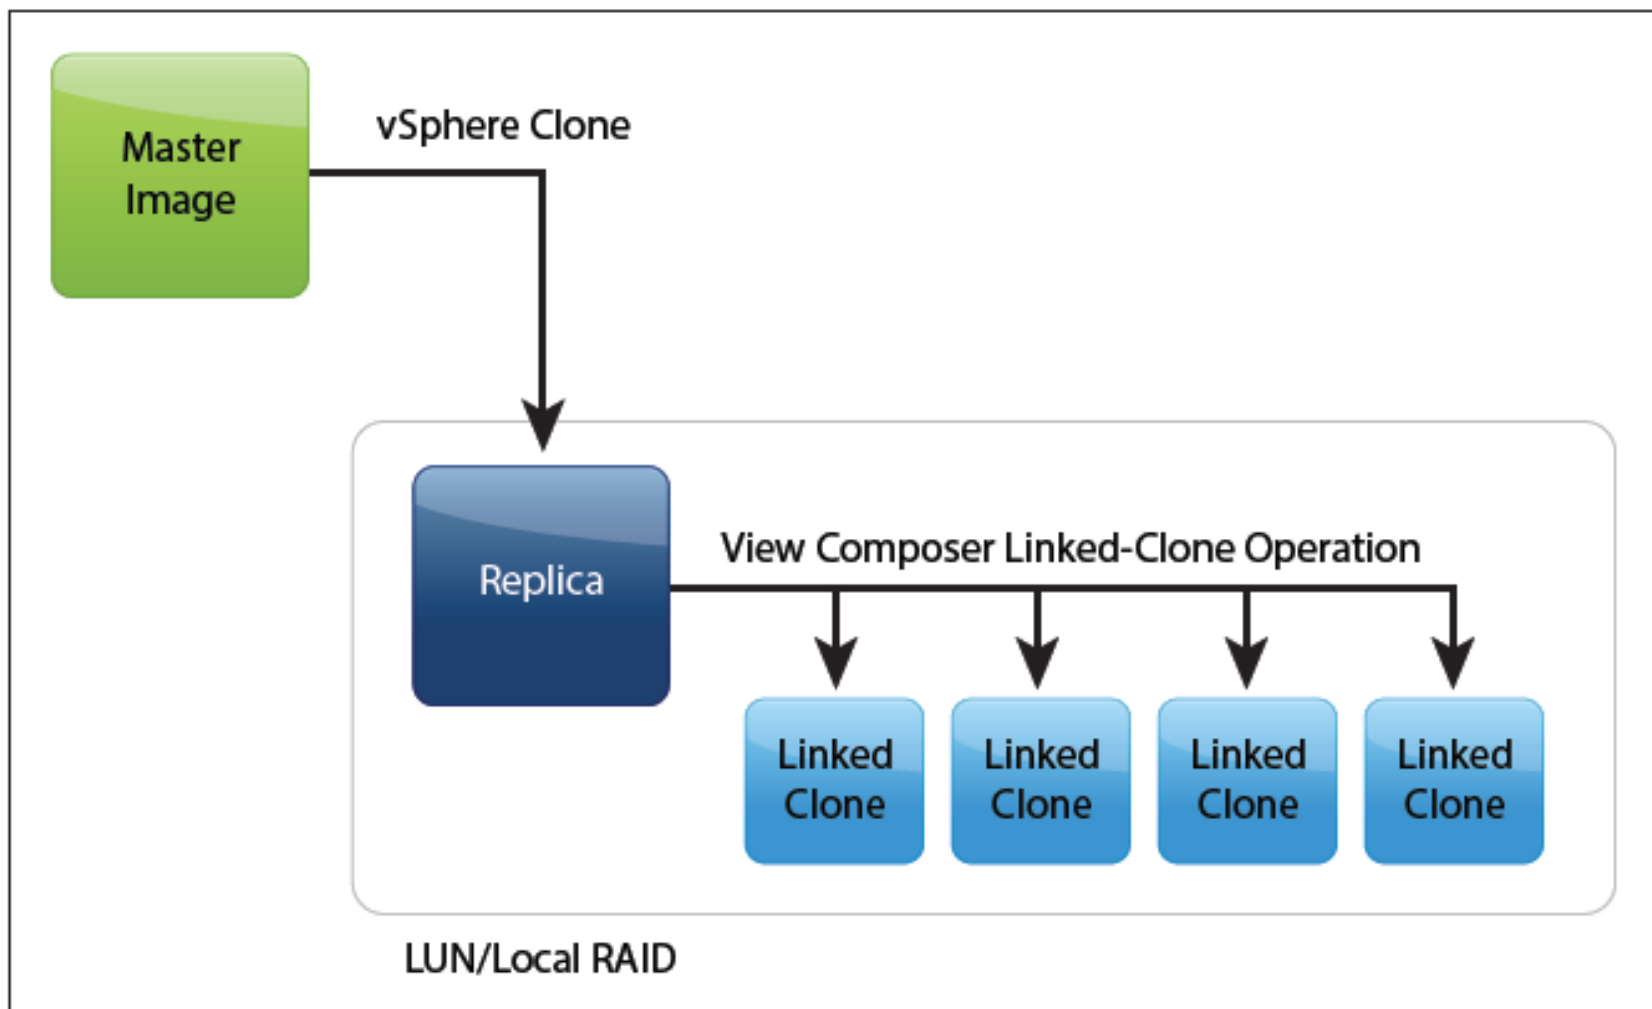 Master
Image
vSphere Clone
Replica
View Composer Linked-Clone Operation
Linked
Clone
Linked
Clone
Linked
Clone
Linked
Clone
LUN/Local RAID